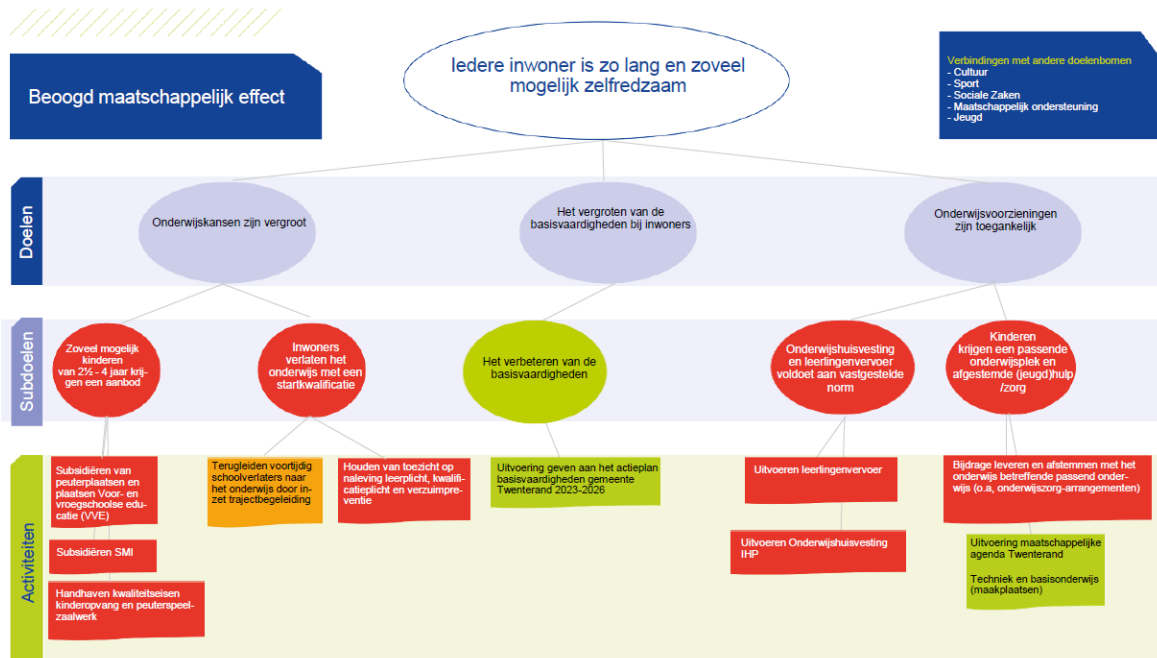 Beoogd maatschappelijk effect
Iedere inwoner is zo lang en zoveel
mogelijk zelfredzaam
Verbindingen met andere doelenbomen
- Cultuur
- Sport
- Sociale Zaken
- Maatschappelijk ondersteuning
- Jeugd
Doelen
Onderwijskansen zijn vergroot
Het vergroten van de
basisvaardigheden bij inwoners
Onderwijsvoorzieningen
zijn toegankelijk
Subdoelen
Zoveel mogelijk
kinderen
van 2½ - 4 jaar krij-
gen een aanbod
Inwoners
verlaten het
onderwijs met een
startkwalificatie
Het verbeteren van de
basisvaardigheden
Onderwijshuisvesting
en leerlingenvervoer
voldoet aan vastgestelde
norm
Kinderen
krijgen een passende
onderwijsplek en
afgestemde (jeugd)hulp
/zorg
Activiteiten
Subsidiëren van
peuterplaatsen en
plaatsen Voor- en
vroegschoolse edu-
catie (VVE)
Subsidiëren SMI
Handhaven kwaliteitseisen
kinderopvang en peuterspeel-
zaalwerk
Terugleiden voortijdig
schoolverlaters naar
het onderwijs door in-
zet trajectbegeleiding
Houden van toezicht op
naleving leerplicht, kwalifi-
catieplicht en verzuimpre-
ventie
Uitvoering geven aan het actieplan
basisvaardigheden gemeente
Twenterand 2023-2026
Uitvoeren leerlingenvervoer
Uitvoeren Onderwijshuisvesting
IHP
Bijdrage leveren en afstemmen met het
onderwijs betreffende passend onder-
wijs (o.a, onderwijszorg-arrangementen)
Uitvoering maatschappelijke
agenda Twenterand
Techniek en basisonderwijs
(maakplaatsen)